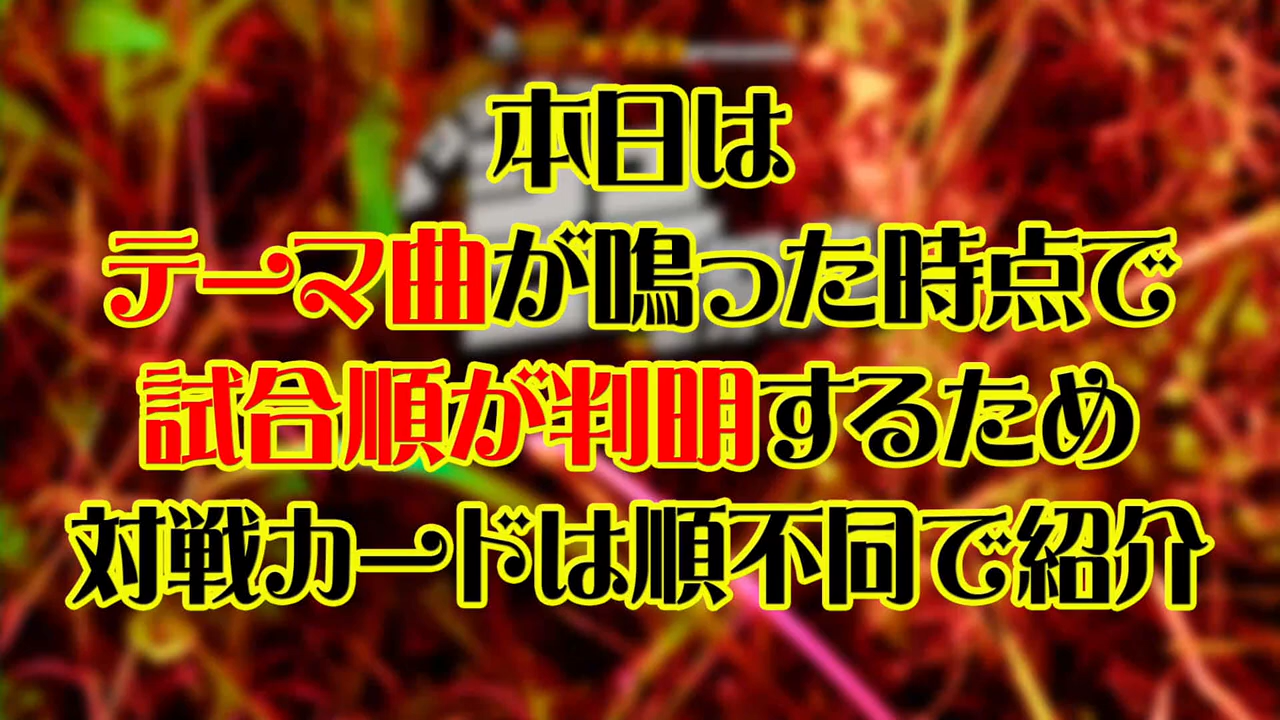 本日は
テーマ曲が鳴った時点で
試合順が判明するため
対戦カードは順不同で紹介